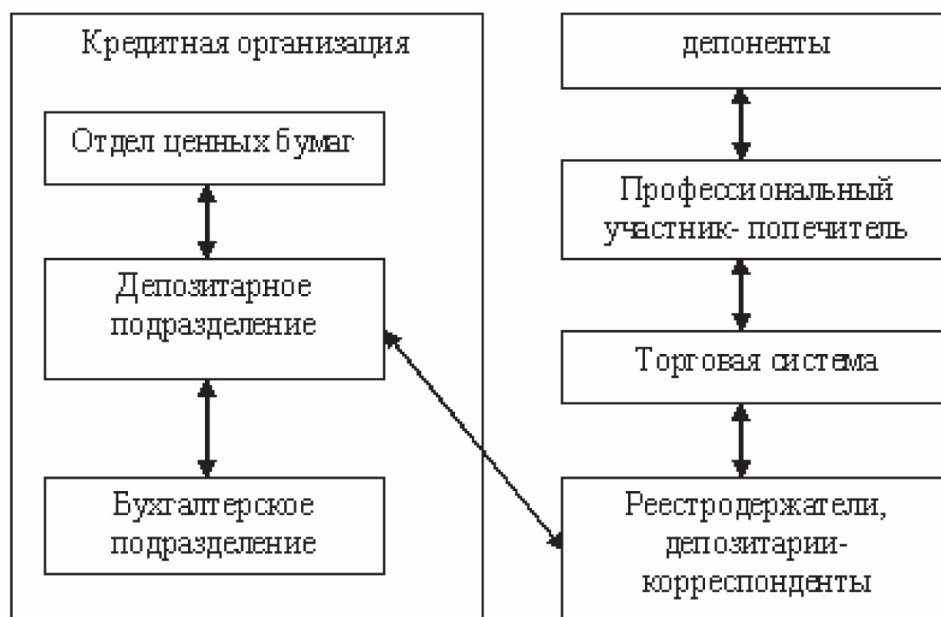 Кредитная организация
Отдел ценных бумаг
Депозитарное
подразделение
Бухгалтерское
подразделение
депоненты
Профессиональный
участник- попечитель
Торговая система
Реестродержатели,
депозитарии-
корреспонденты